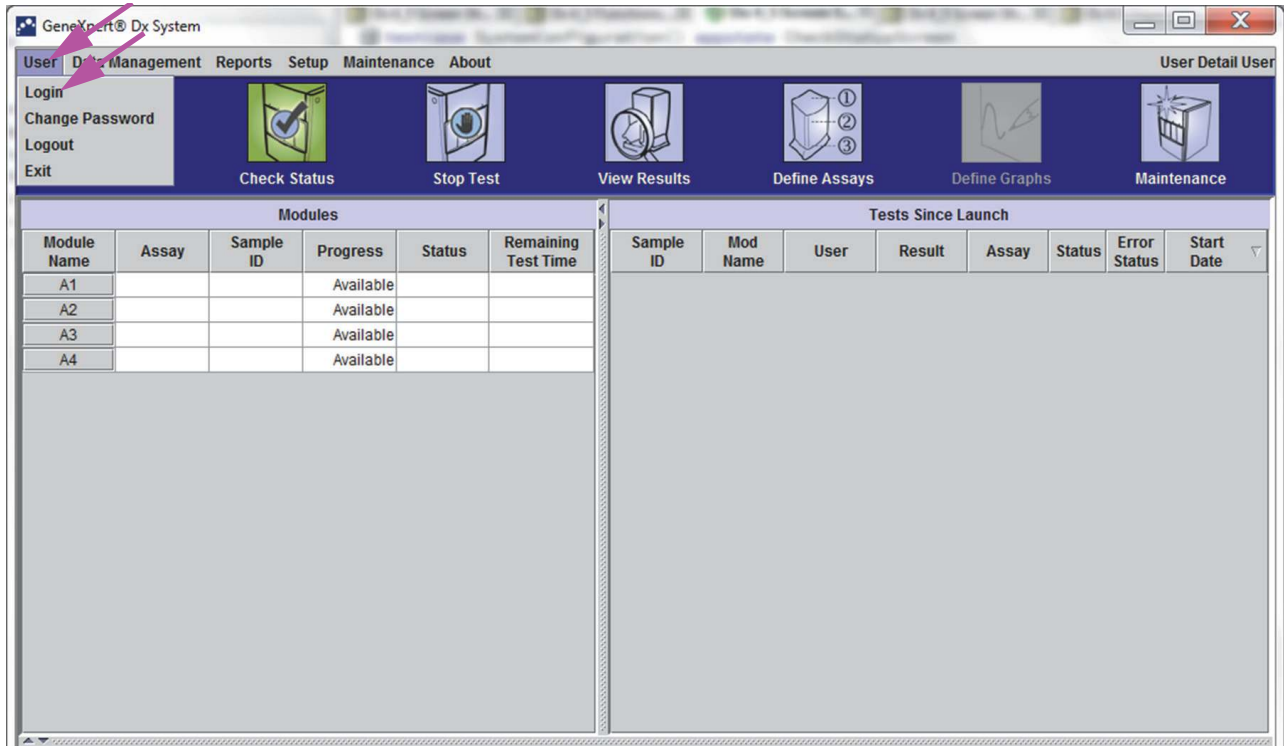 GeneXpert® Dx System
User Data Management Reports Setup Maintenance About User Detail User
Login
Change Password
Logout
Exit
Check Status Stop Test View Results Define Assays Define Graphs Maintenance
① ② ③
Modules Tests Since Launch
Module Name Assay Sample ID Progress Status Remaining Test Time Sample ID Mod Name User Result Assay Status Error Status Start Date
A1 Available
A2 Available
A3 Available
A4 Available